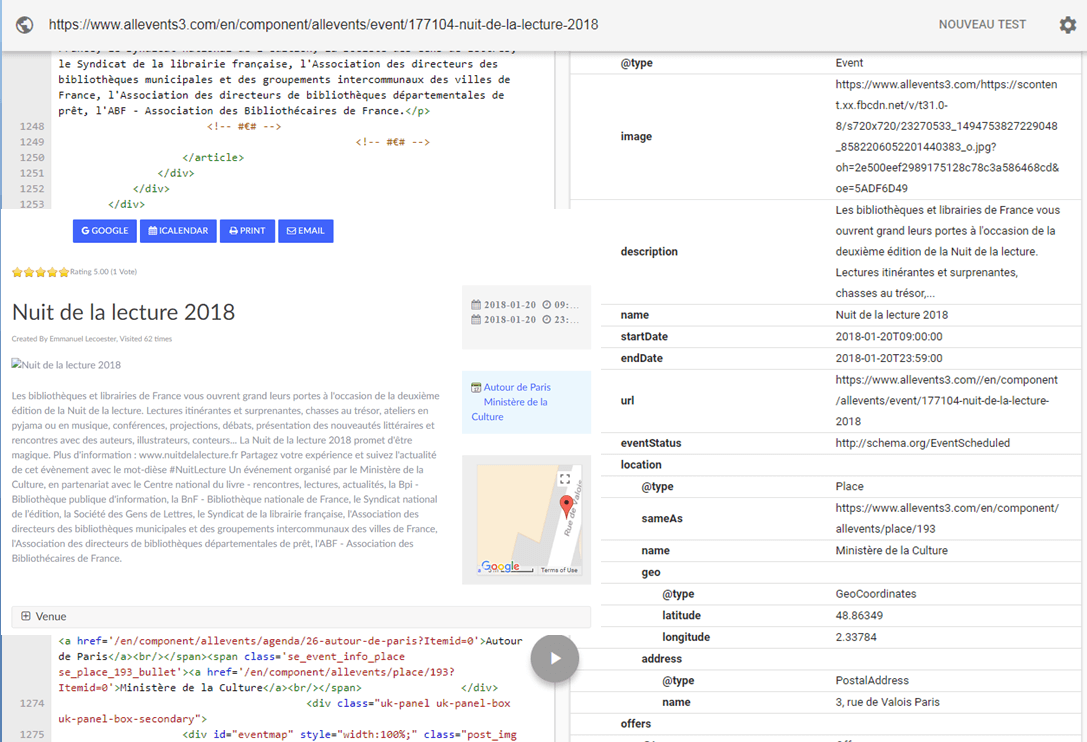 https://www.allevents3.com/en/component/allevents/event/177104-nuit-de-la-lecture-2018
NOUVEAU TEST
le Syndicat de la librairie française, l'Association des directeurs des
bibliothèques municipales et des groupements intercommunaux des villes de
France, l'Association des directeurs de bibliothèques départementales de
prêt, l'ABF - Association des Bibliothécaires de France.</p>
1248 <!-- #€# -->
1249 <!-- #€# -->
1250 </article>
1251 </div>
1252 </div>
1253 </div>
GOOGLE
ICALENDAR
PRINT
EMAIL
Rating 5.00 (1 Vote)
Nuit de la lecture 2018
Created By Emmanuel Lecoester, Visited 62 times
Nuit de la lecture 2018
Les bibliothèques et librairies de France vous ouvrent grand leurs portes à l'occasion de la deuxième
édition de la Nuit de la lecture. Lectures itinérantes et surprenantes, chasses au trésor, ateliers en
pyjama ou en musique, conférences, projections, débats, présentation des nouveautés littéraires et
rencontres avec des auteurs, illustrateurs, conteurs... La Nuit de la lecture 2018 promet d'être
magique. Plus d'information : www.nuitdelalecture.fr Partagez votre expérience et suivez l'actualité
de cet évènement avec le mot-dièse #NuitLecture Un événement organisé par le Ministère de la
Culture, en partenariat avec le Centre national du livre - rencontres, lectures, actualités, la Bpi -
Bibliothèque publique d'information, la BnF - Bibliothèque nationale de France, le Syndicat national
de l'édition, la Société des Gens de Lettres, le Syndicat de la librairie française, l'Association des
directeurs des bibliothèques municipales et des groupements intercommunaux des villes de France,
l'Association des directeurs de bibliothèques départementales de prêt, l'ABF - Association des
Bibliothécaires de France.
2018-01-20 09:...
2018-01-20 23:...
Autour de Paris
Ministère de la
Culture
Rue de Valois
Google
Terms of Use
Venue
<a href='/en/component/allevents/agenda/26-autour-de-paris?Itemid=0'>Autour
de Paris</a><br/></span><span class='se_event_info_place
se_place_193_bullet'><a href='/en/component/allevents/place/193?
Itemid=0'>Ministère de la Culture</a><br/></span> </div>
1274 <div class="uk-panel uk-panel-box
uk-panel-box-secondary">
1275 <div id="eventmap" style="width:100%;" class="post_img
@type Event
image
https://www.allevents3.com/https://sconten
t.xx.fbcdn.net/v/t31.0-
8/s720x720/23270533_1494753827229048
_8582206052201440383_o.jpg?
oh=2e500eef2989175128c78c3a586468cd&
oe=5ADF6D49
description
Les bibliothèques et librairies de France vous
ouvrent grand leurs portes à l'occasion de la
deuxième édition de la Nuit de la lecture.
Lectures itinérantes et surprenantes,
chasses au trésor,...
name Nuit de la lecture 2018
startDate 2018-01-20T09:00:00
endDate 2018-01-20T23:59:00
url
https://www.allevents3.com//en/component
/allevents/event/177104-nuit-de-la-lecture-
2018
eventStatus http://schema.org/EventScheduled
location
@type Place
sameAs
https://www.allevents3.com/en/component/
allevents/place/193
name Ministère de la Culture
geo
@type GeoCoordinates
latitude 48.86349
longitude 2.33784
address
@type PostalAddress
name 3, rue de Valois Paris
offers